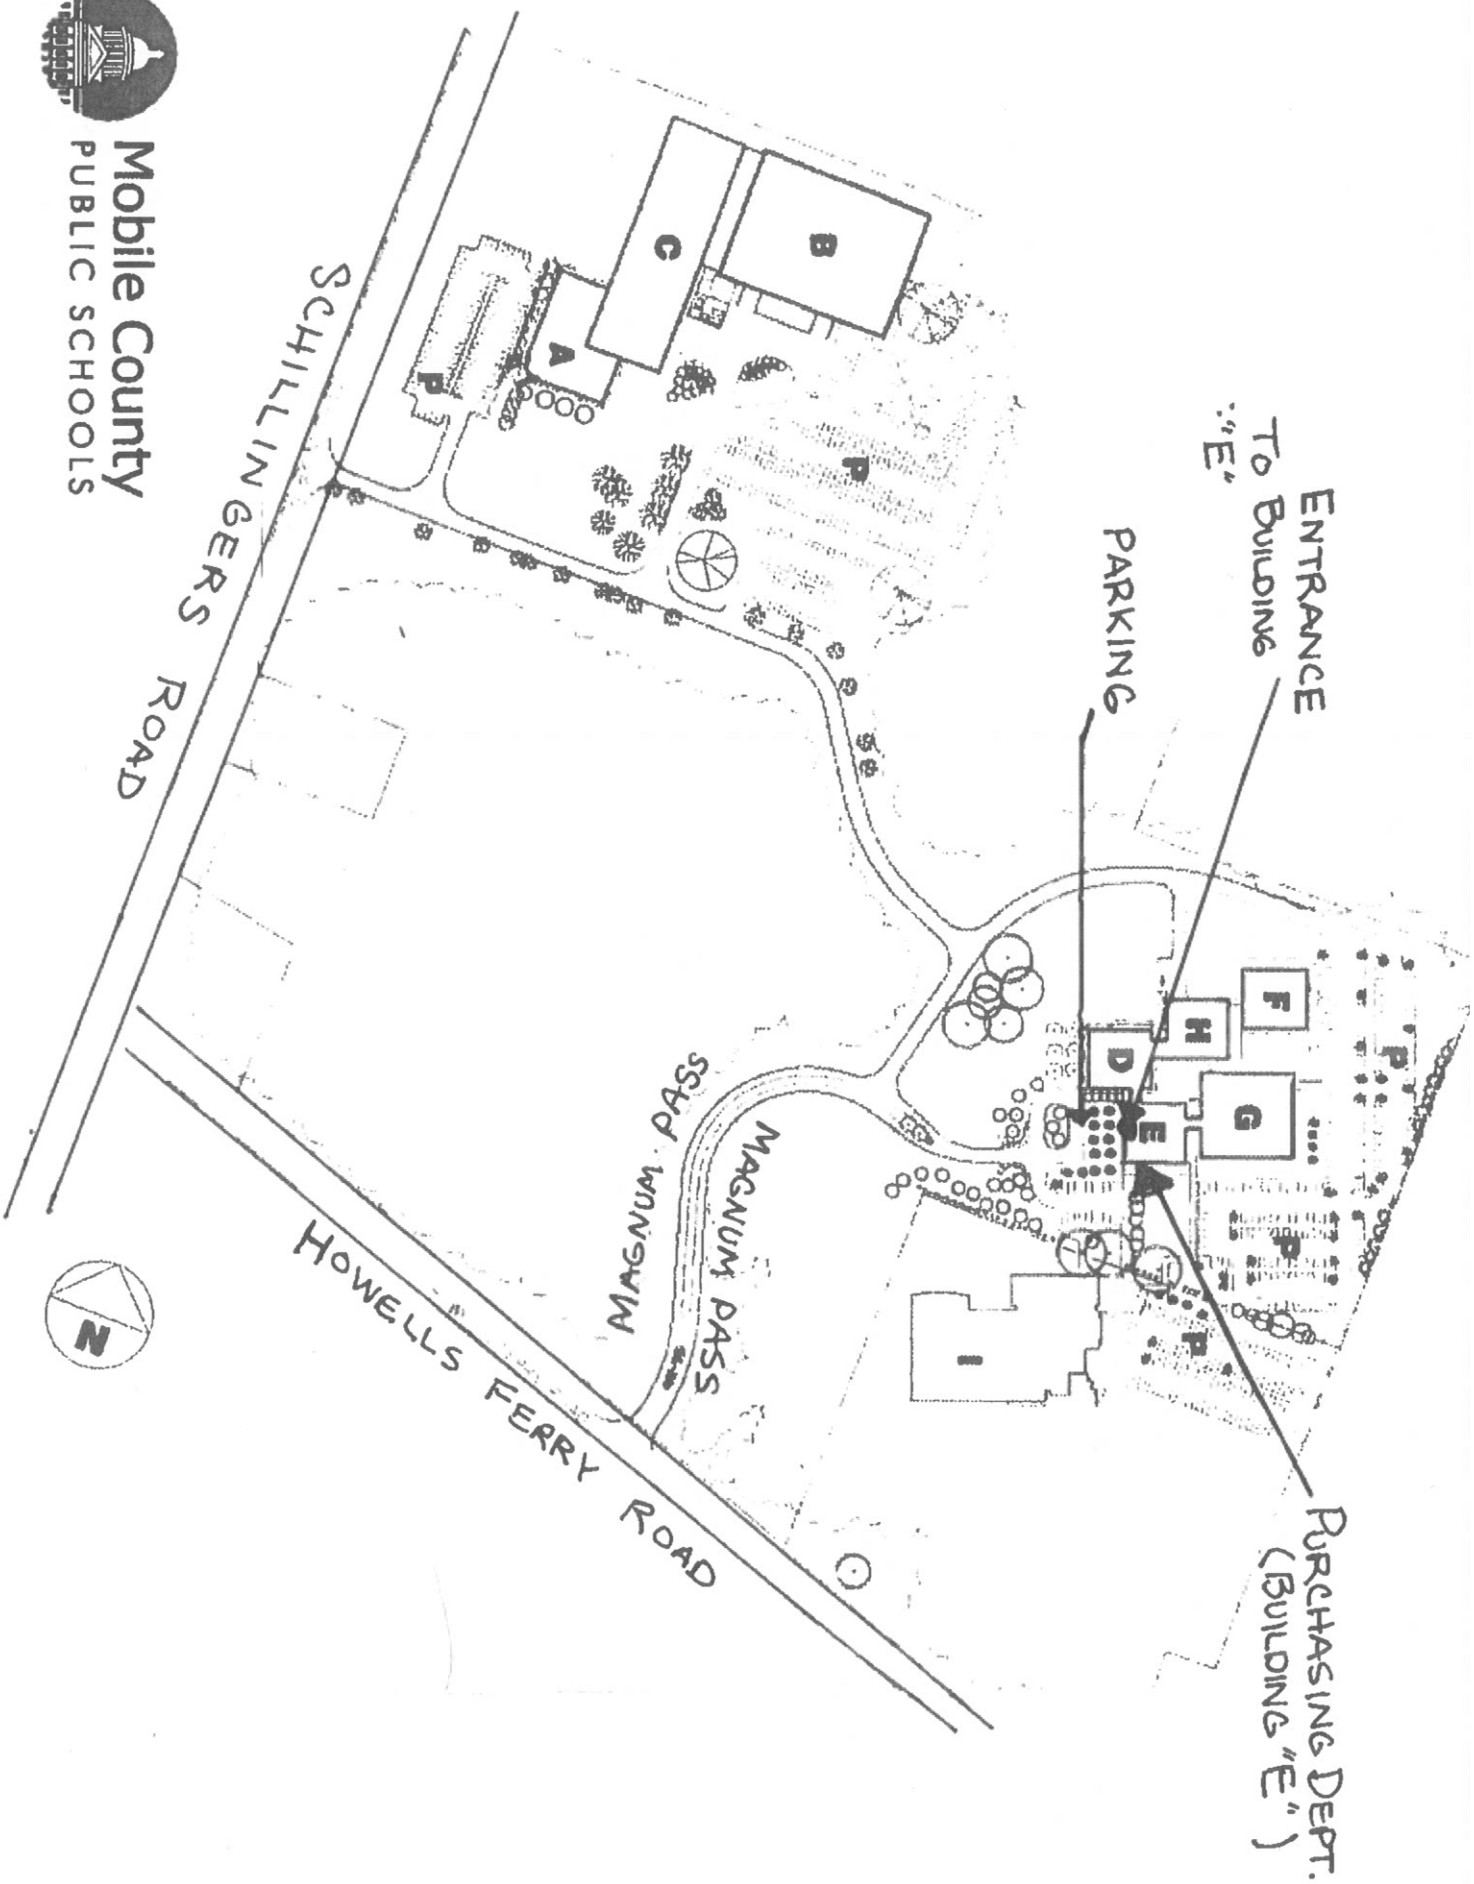 Mobile County
PUBLIC SCHOOLS
ENTRANCE
TO BUILDING
"E"
PARKING
PURCHASING DEPT.
(BUILDING "E")
SCHILLINGERS ROAD
HOWELLS FERRY ROAD
MAGNUM PASS
MAGNUM PASS
A
B
C
D
E
F
G
H
I
P
P
P
P
P
N